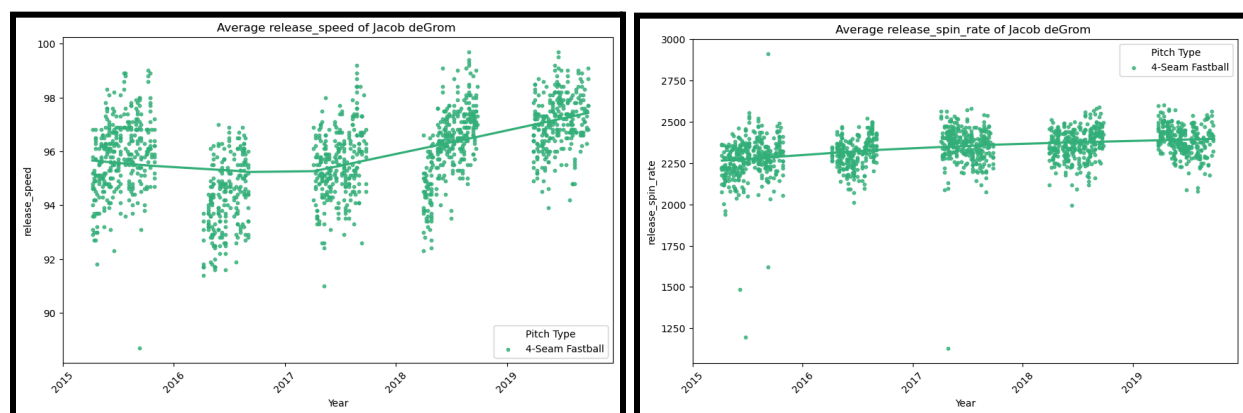 Average release_speed of Jacob deGrom
100
98
96
94
92
90
release_speed
2015
2016
2017
2018
2019
Year
Pitch Type
4-Seam Fastball
Average release_spin_rate of Jacob deGrom
3000
2750
2500
2250
2000
1750
1500
1250
release_spin_rate
2015
2016
2017
2018
2019
Year
Pitch Type
4-Seam Fastball